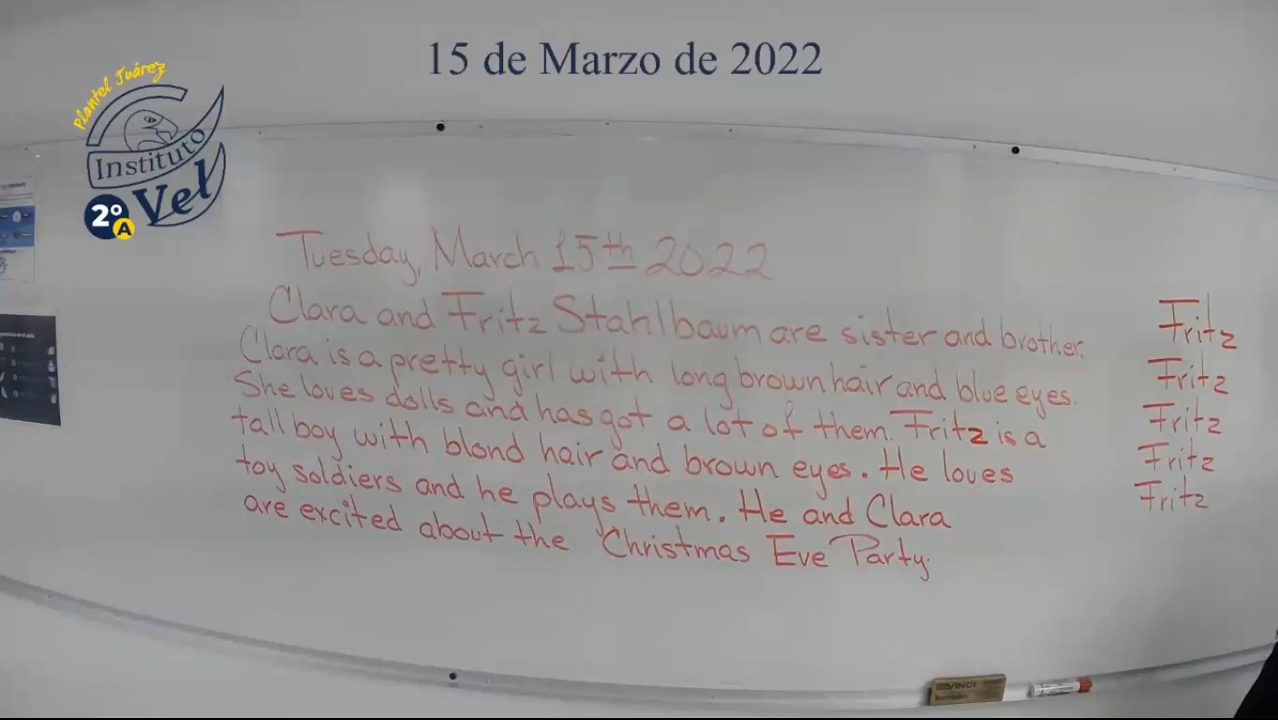 15 de Marzo de 2022
Plantel Juárez
Instituto
Vel
2º
A
Tuesday, March 15th 2022
Clara and Fritz Stahlbaum are sister and brother.
Clara is a pretty girl with long brown hair and blue eyes.
She loves dolls and has got a lot of them. Fritz is a
tall boy with blond hair and brown eyes. He loves
toy soldiers and he plays them. He and Clara
are excited about the Christmas Eve Party.
Fritz
Fritz
Fritz
Fritz
Fritz
VINCI